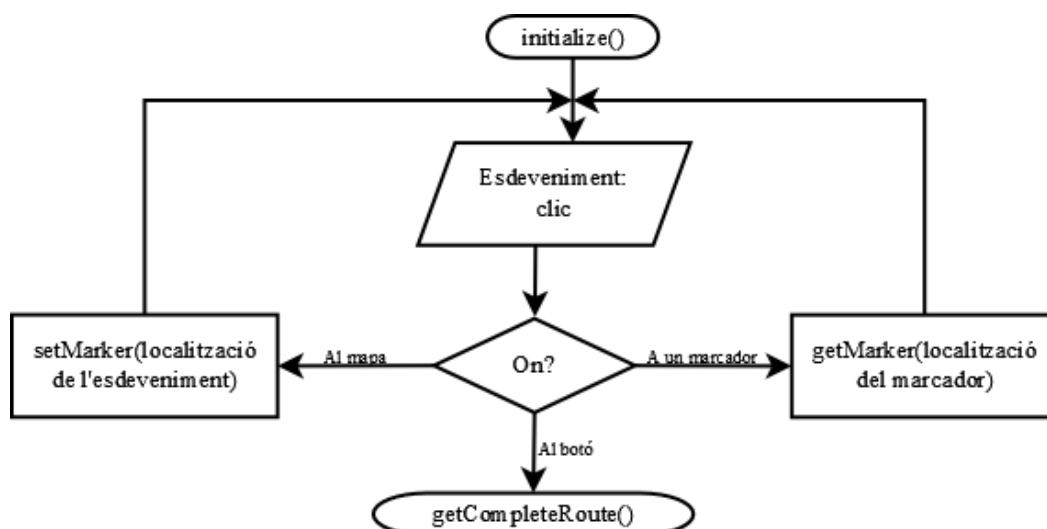 initialize()
Esdeveniment:
clic
setMarker(localització
de l'esdeveniment)
Al mapa
On?
A un marcador
getMarker(localització
del marcador)
Al botó
getCompleteRoute()